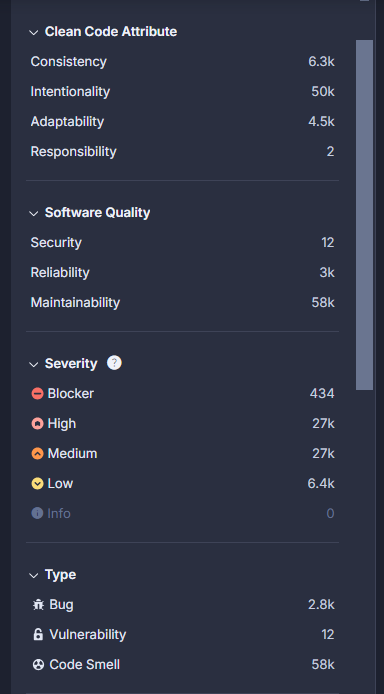 Clean Code Attribute
Consistency 6.3k
Intentionality 50k
Adaptability 4.5k
Responsibility 2
Software Quality
Security 12
Reliability 3k
Maintainability 58k
Severity ?
Blocker 434
High 27k
Medium 27k
Low 6.4k
Info 0
Type
Bug 2.8k
Vulnerability 12
Code Smell 58k